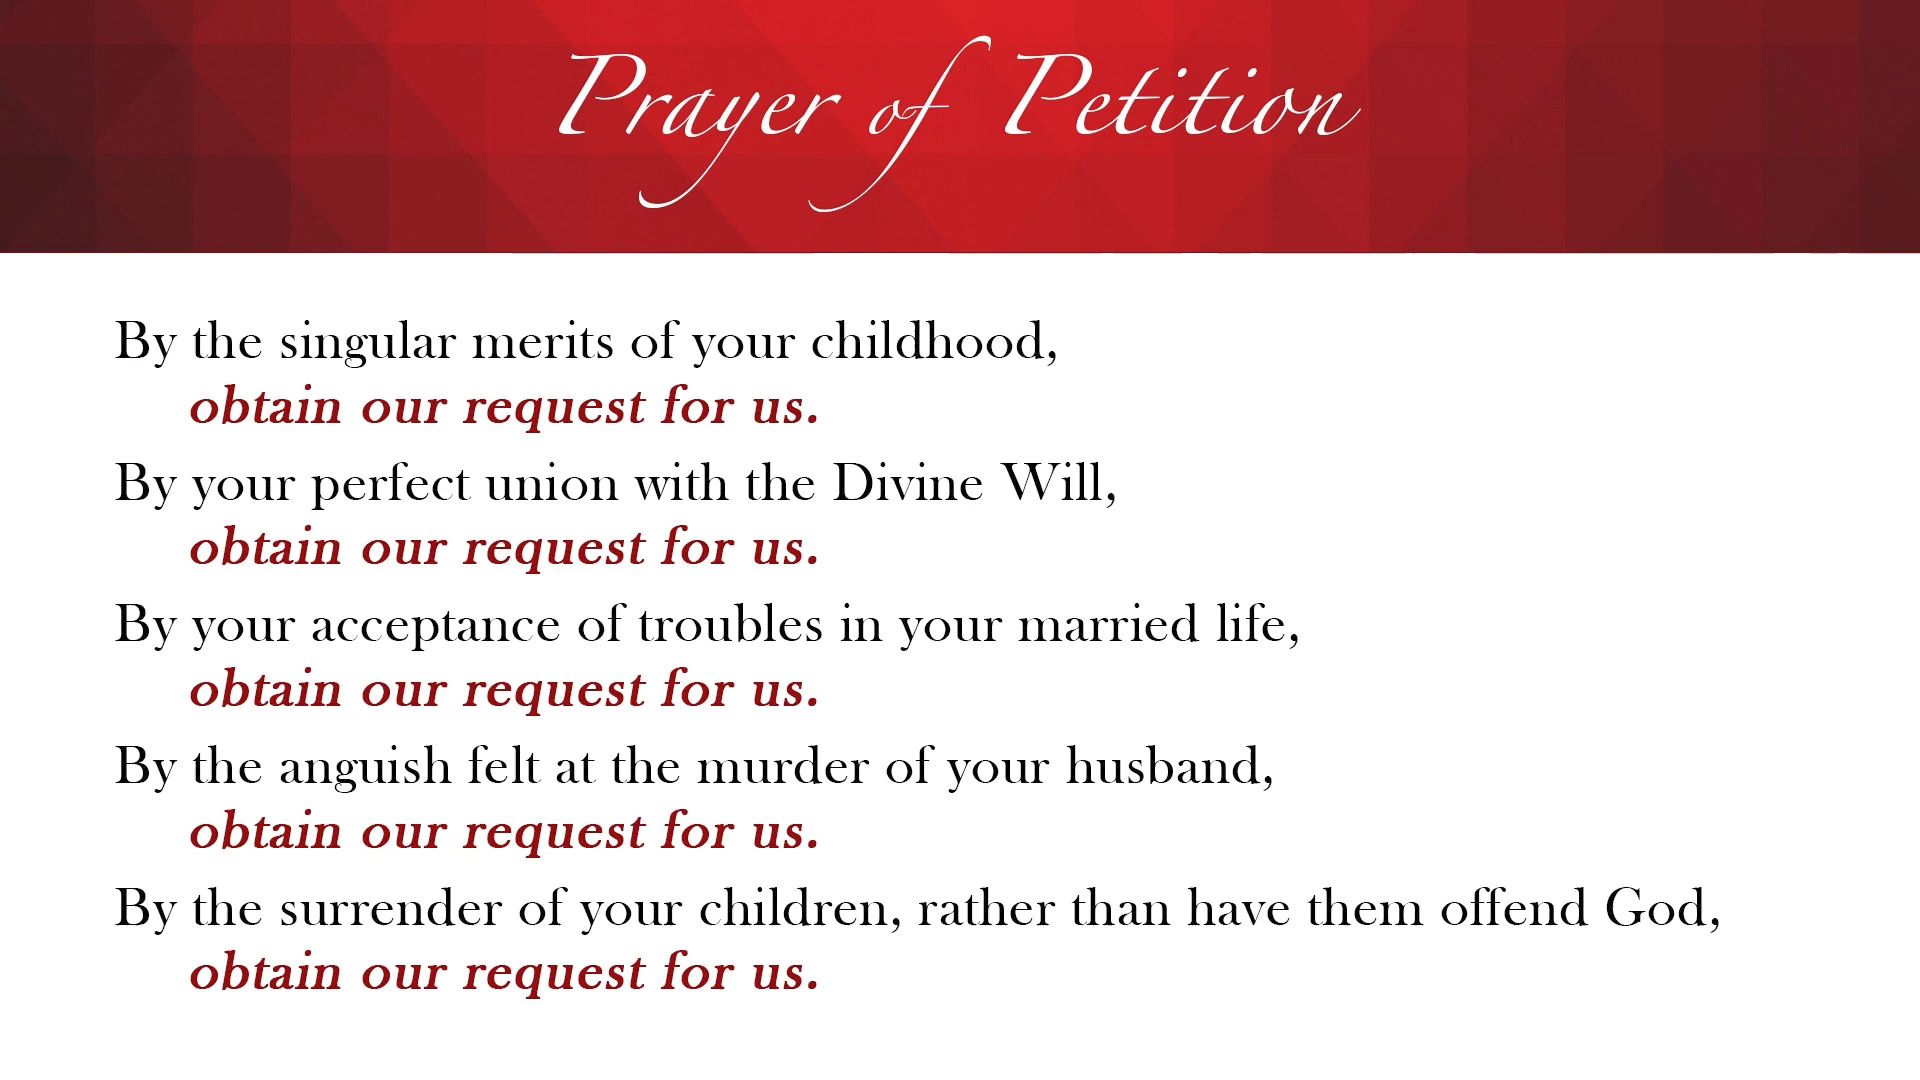 Prayer of Petition
By the singular merits of your childhood,
obtain our request for us.
By your perfect union with the Divine Will,
obtain our request for us.
By your acceptance of troubles in your married life,
obtain our request for us.
By the anguish felt at the murder of your husband,
obtain our request for us.
By the surrender of your children, rather than have them offend God,
obtain our request for us.